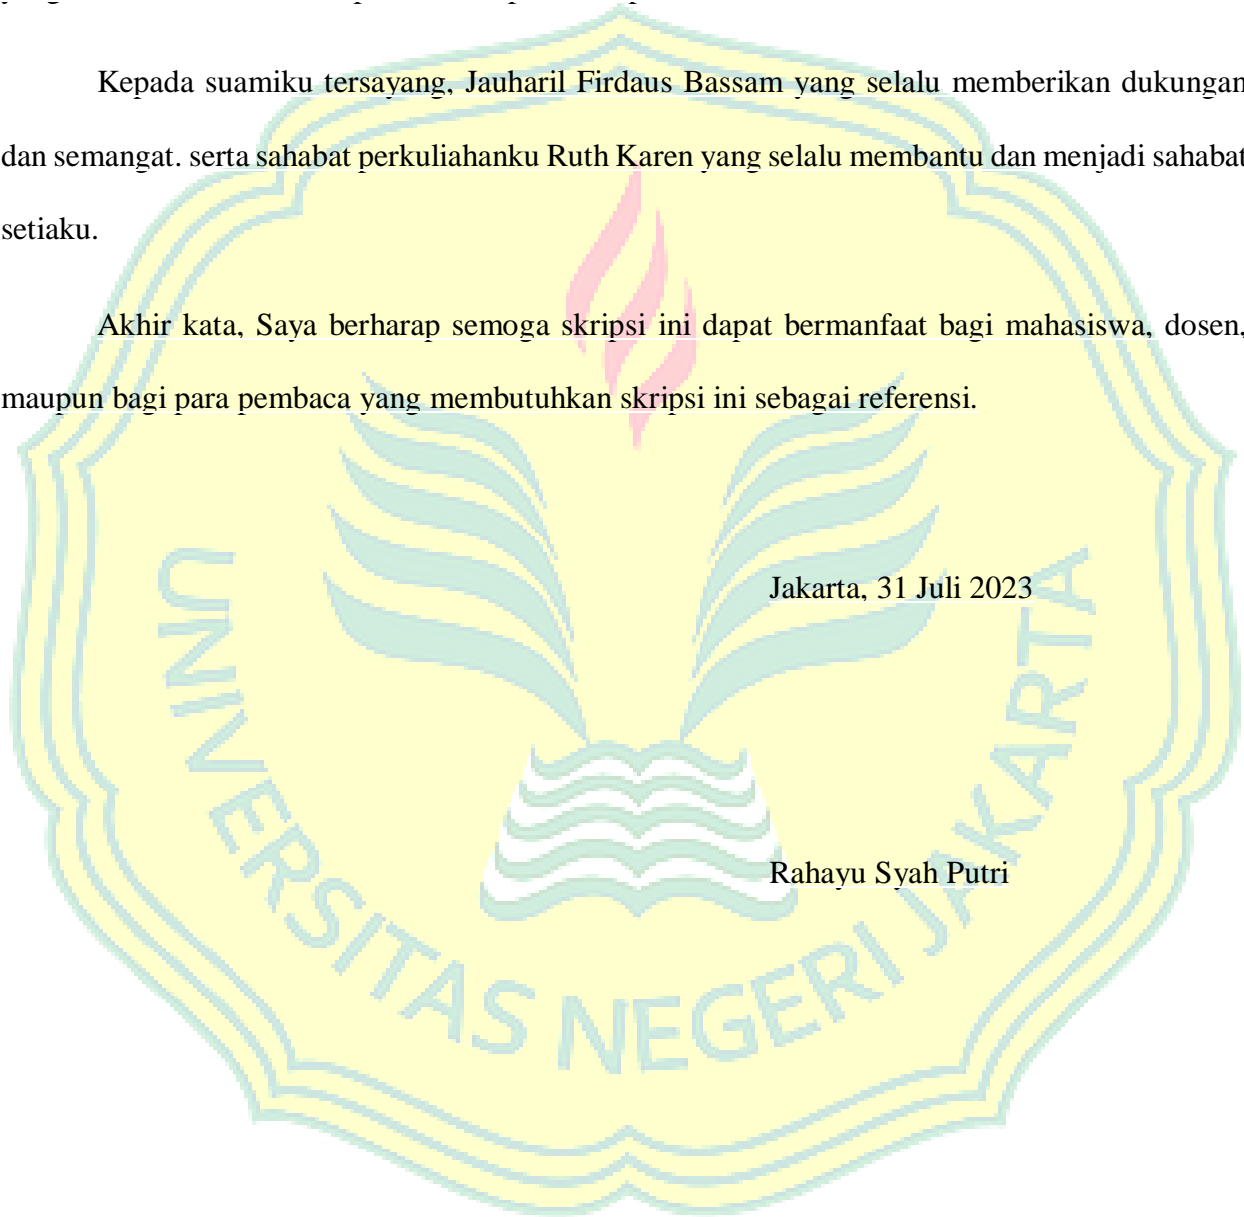 Kepada suamiku tersayang, Jauharil Firdaus Bassam yang selalu memberikan dukungan
dan semangat. serta sahabat perkuliahanku Ruth Karen yang selalu membantu dan menjadi sahabat
setiaku.
Akhir kata, Saya berharap semoga skripsi ini dapat bermanfaat bagi mahasiswa, dosen,
maupun bagi para pembaca yang membutuhkan skripsi ini sebagai referensi.
Jakarta, 31 Juli 2023
Rahayu Syah Putri
UNIVERSITAS NEGERI JAKARTA